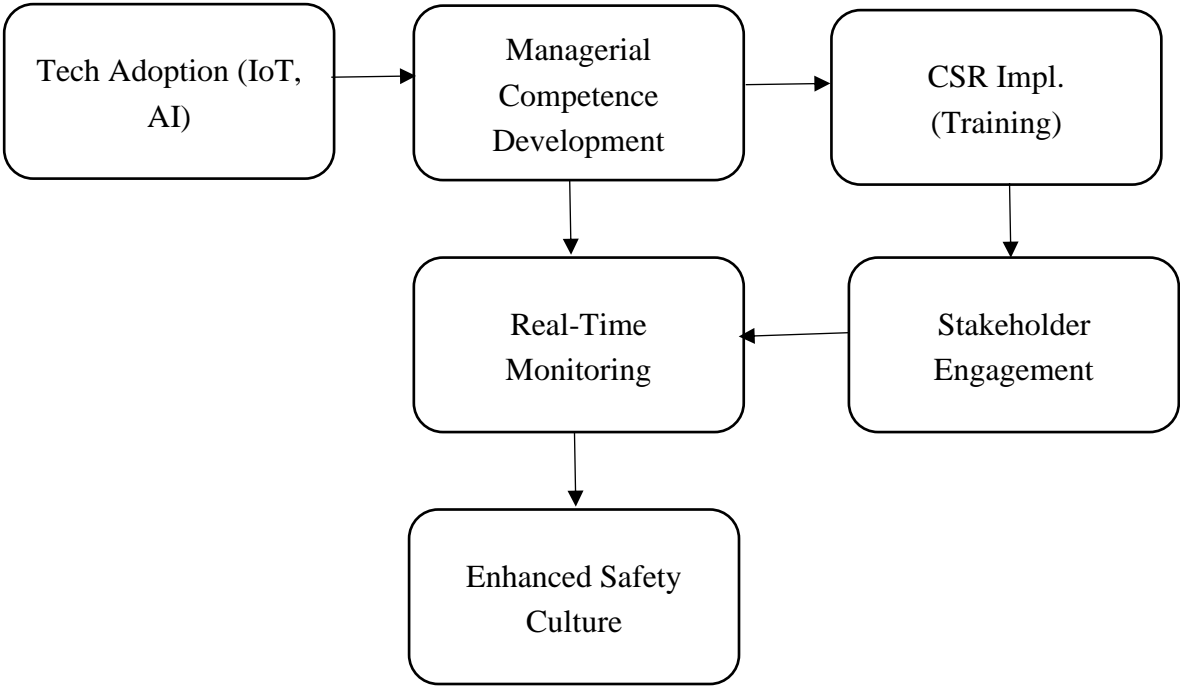 Tech Adoption (IoT,
AI)
Managerial
Competence
Development
CSR Impl.
(Training)
Real-Time
Monitoring
Stakeholder
Engagement
Enhanced Safety
Culture